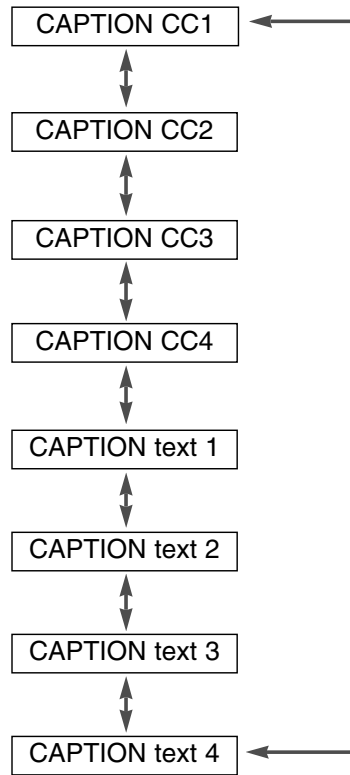 CAPTION CC1
CAPTION CC2
CAPTION CC3
CAPTION CC4
CAPTION text 1
CAPTION text 2
CAPTION text 3
CAPTION text 4